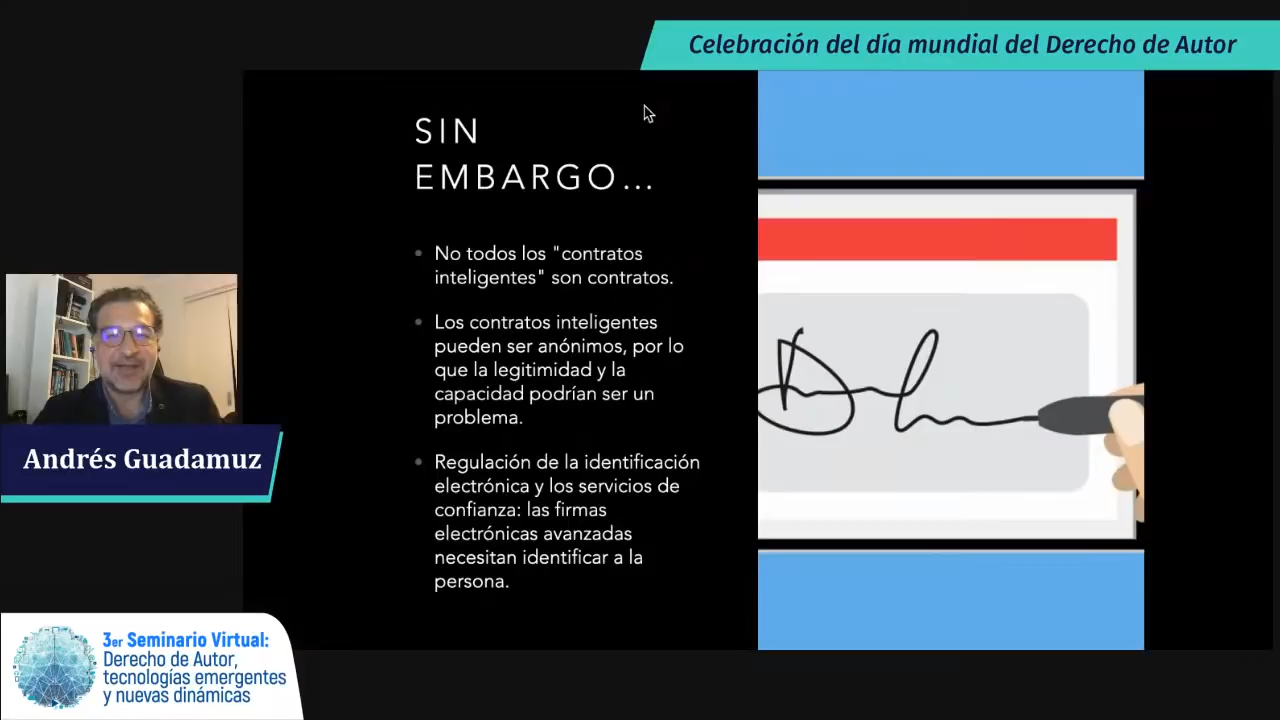 Celebración del día mundial del Derecho de Autor
SIN
EMBARGO...
• No todos los "contratos
inteligentes" son contratos.
• Los contratos inteligentes
pueden ser anónimos, por lo
que la legitimidad y la
capacidad podrían ser un
problema.
• Regulación de la identificación
electrónica y los servicios de
confianza: las firmas
electrónicas avanzadas
necesitan identificar a la
persona.
Andrés Guadamuz
3er Seminario Virtual:
Derecho de Autor,
tecnologías emergentes
y nuevas dinámicas